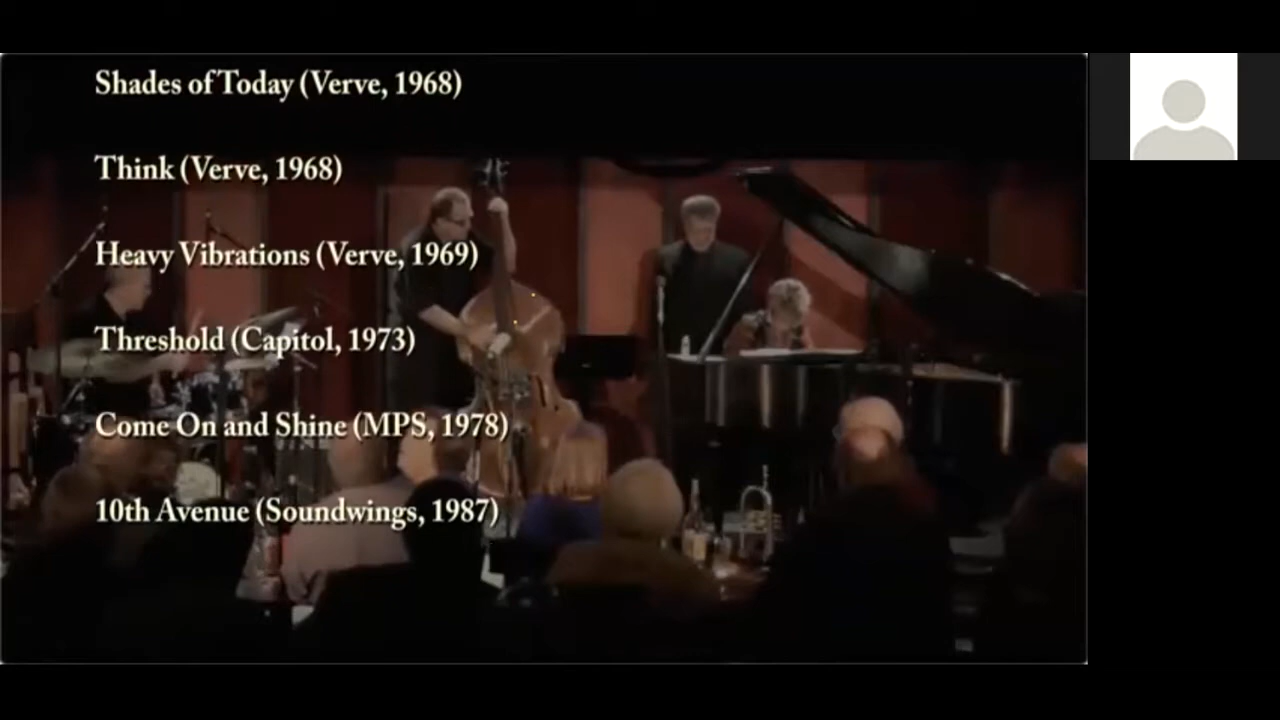 Shades of Today (Verve, 1968)
Think (Verve, 1968)
Heavy Vibrations (Verve, 1969)
Threshold (Capitol, 1973)
Come On and Shine (MPS, 1978)
10th Avenue (Soundwings, 1987)